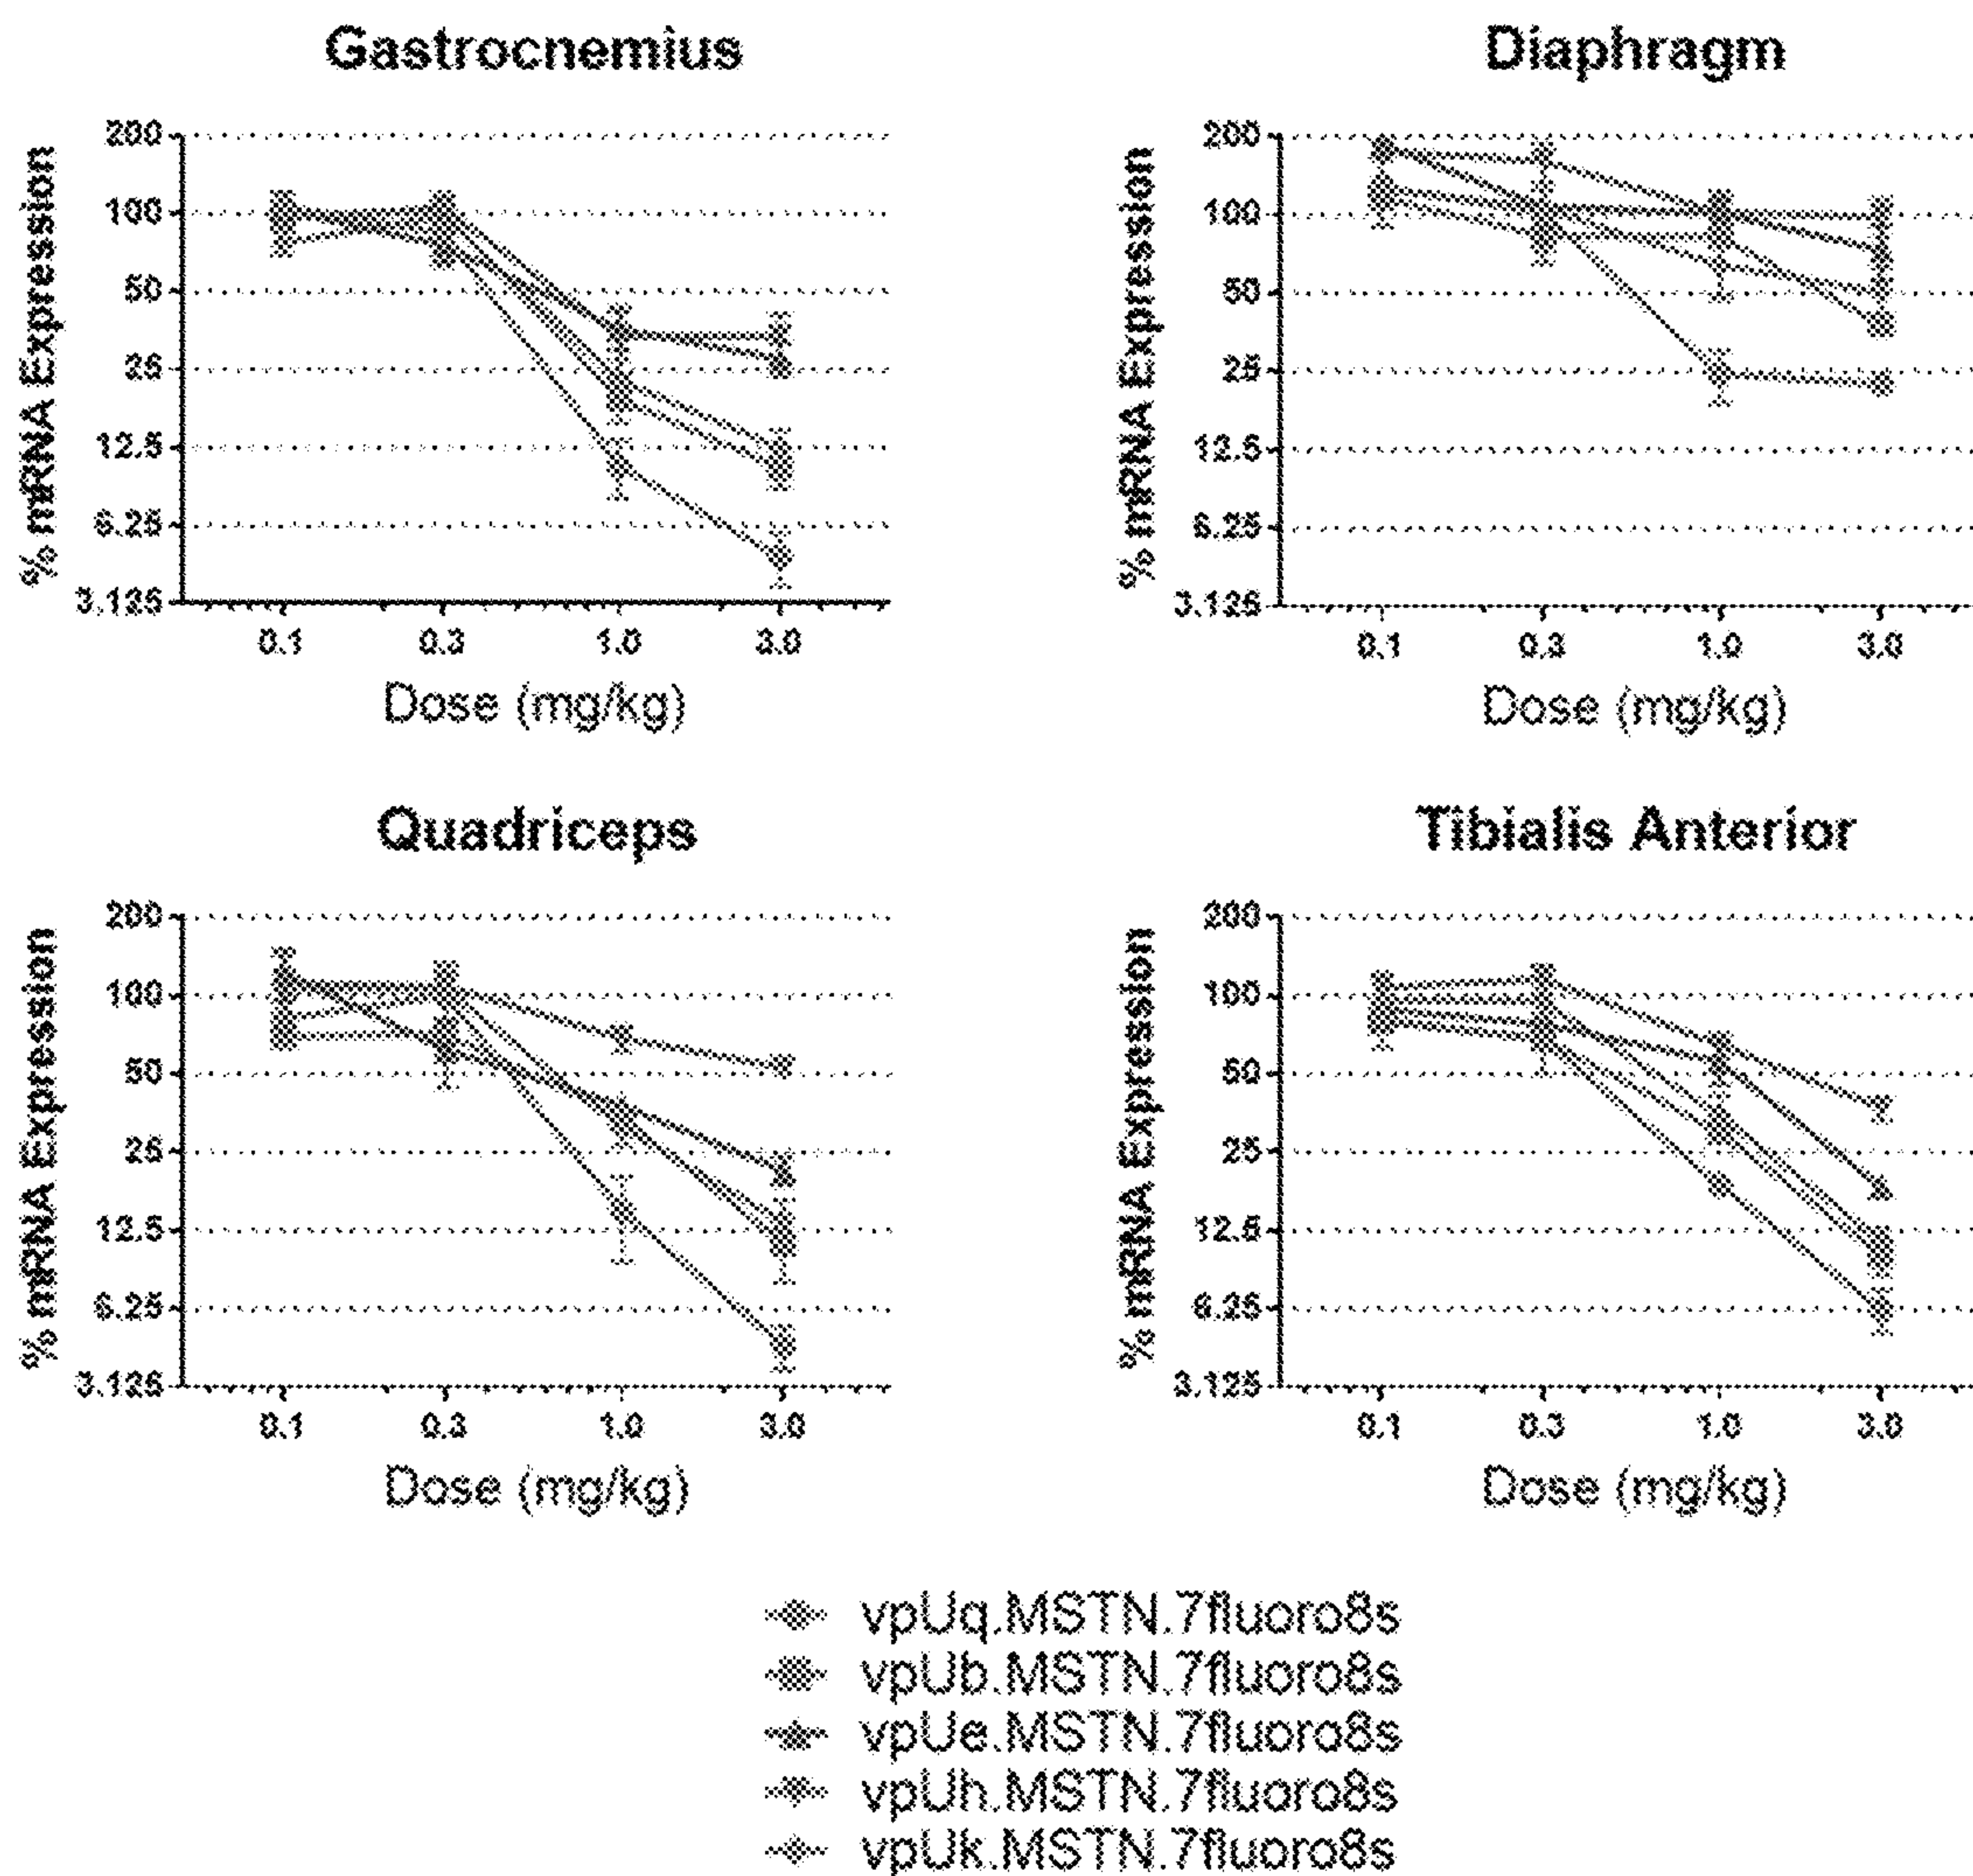 Gastrocnemius
% mRNA Expression
200
100
50
25
12.5
6.25
3.125
0.1 0.3 1.0 3.0
Dose (mg/kg)
Diaphragm
% mRNA Expression
200
100
50
25
12.5
6.25
3.125
0.1 0.3 1.0 3.0
Dose (mg/kg)
Quadriceps
% mRNA Expression
200
100
50
25
12.5
6.25
3.125
0.1 0.3 1.0 3.0
Dose (mg/kg)
Tibialis Anterior
% mRNA Expression
200
100
50
25
12.5
6.25
3.125
0.1 0.3 1.0 3.0
Dose (mg/kg)
vpUq.MSTN.7fluoro8s
vpUb.MSTN.7fluoro8s
vpUe.MSTN.7fluoro8s
vpUh.MSTN.7fluoro8s
vpUk.MSTN.7fluoro8s